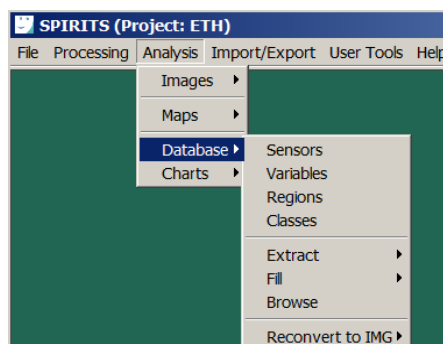 SPIRITS (Project: ETH)
File Processing Analysis Import/Export User Tools Help
Images
Maps
Database
Charts
Sensors
Variables
Regions
Classes
Extract
Fill
Browse
Reconvert to IMG